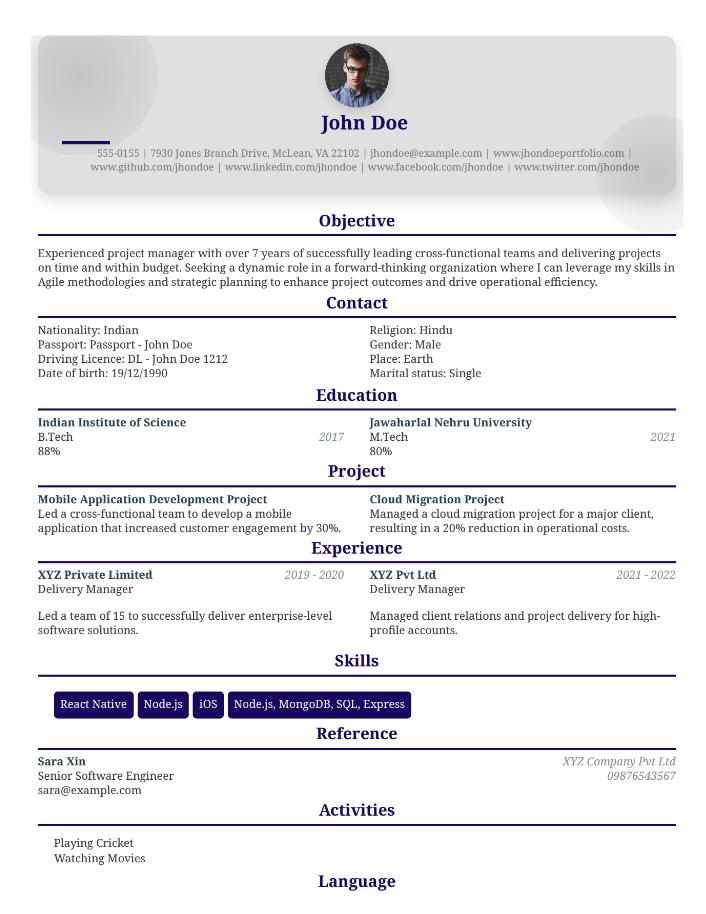 John Doe
555-0155 | 7930 Jones Branch Drive, McLean, VA 22102 | jhondoe@example.com | www.jhondoeportfolio.com |
www.github.com/jhondoe | www.linkedin.com/jhondoe | www.facebook.com/jhondoe | www.twitter.com/jhondoe
Objective
Experienced project manager with over 7 years of successfully leading cross-functional teams and delivering projects
on time and within budget. Seeking a dynamic role in a forward-thinking organization where I can leverage my skills in
Agile methodologies and strategic planning to enhance project outcomes and drive operational efficiency.
Contact
Nationality: Indian
Passport: Passport - John Doe
Driving Licence: DL - John Doe 1212
Date of birth: 19/12/1990
Religion: Hindu
Gender: Male
Place: Earth
Marital status: Single
Education
Indian Institute of Science
B.Tech 2017
88%
Jawaharlal Nehru University
M.Tech 2021
80%
Project
Mobile Application Development Project
Led a cross-functional team to develop a mobile
application that increased customer engagement by 30%.
Cloud Migration Project
Managed a cloud migration project for a major client,
resulting in a 20% reduction in operational costs.
Experience
XYZ Private Limited 2019 - 2020
Delivery Manager
Led a team of 15 to successfully deliver enterprise-level
software solutions.
XYZ Pvt Ltd 2021 - 2022
Delivery Manager
Managed client relations and project delivery for high-
profile accounts.
Skills
React Native Node.js iOS Node.js, MongoDB, SQL, Express
Reference
Sara Xin XYZ Company Pvt Ltd
Senior Software Engineer 09876543567
sara@example.com
Activities
Playing Cricket
Watching Movies
Language